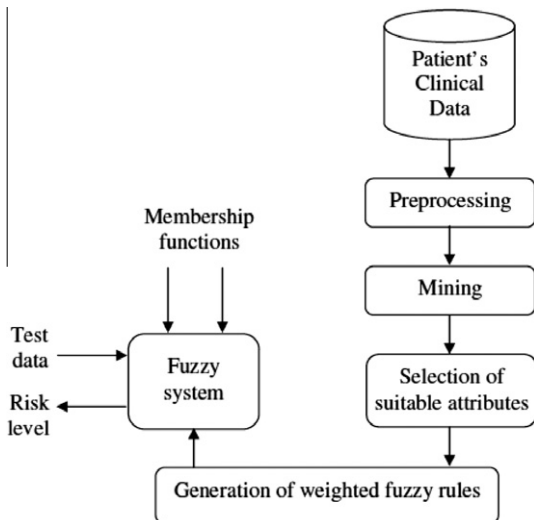 Patient's
Clinical
Data
Preprocessing
Membership
functions
Mining
Test
data
Risk
level
Fuzzy
system
Selection of
suitable attributes
Generation of weighted fuzzy rules